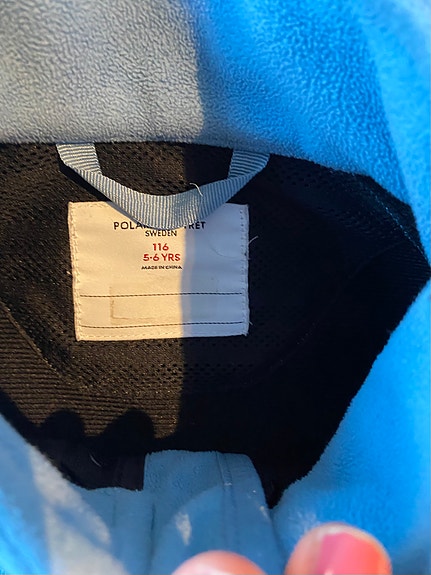 SWEDEN
116
5-6 YRS
MADE IN CHINA